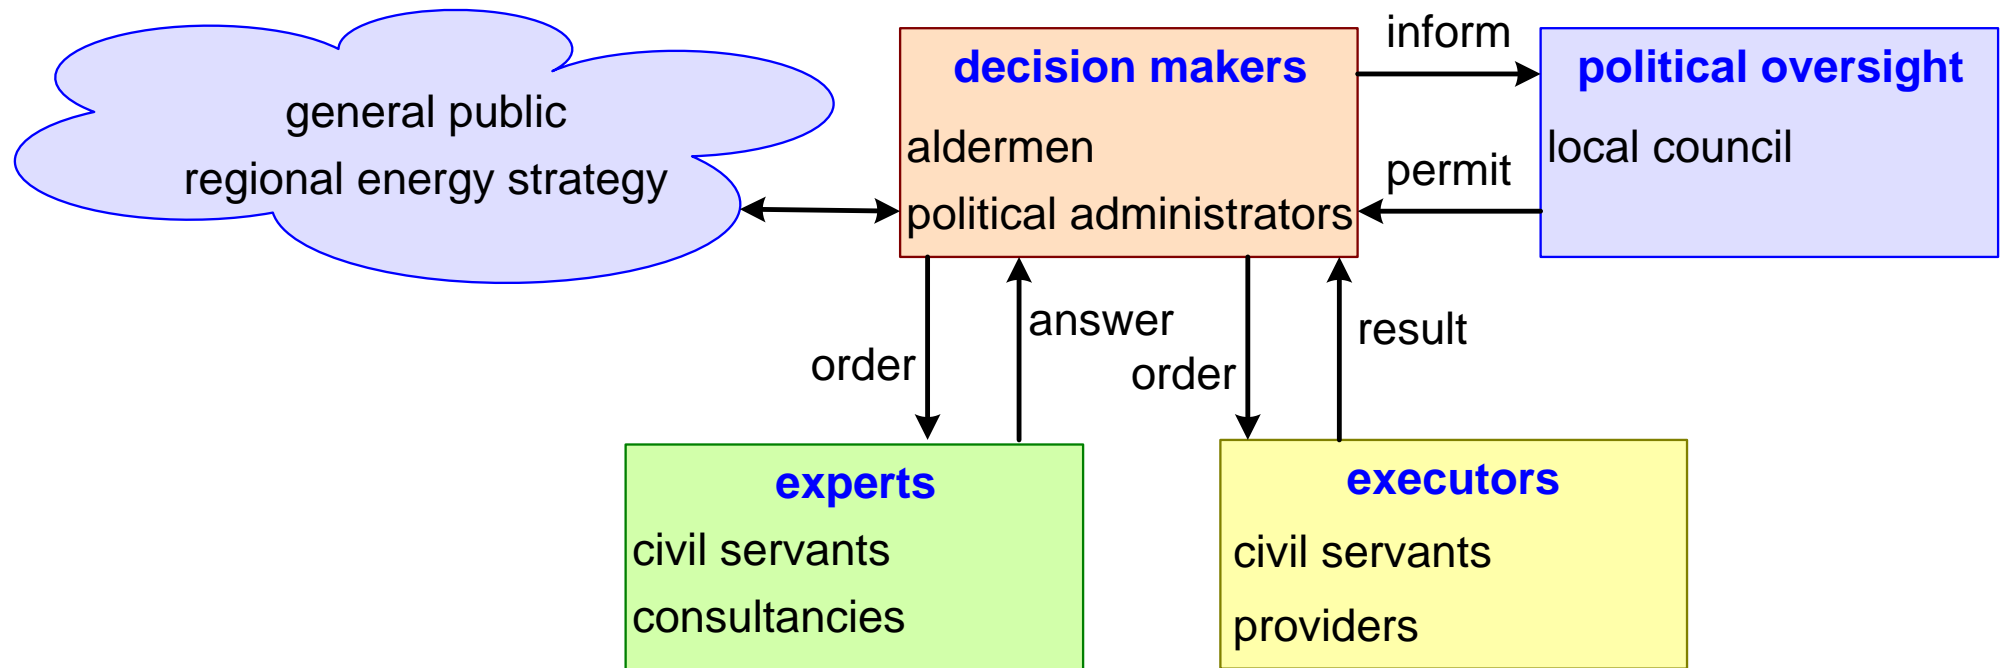 general public
regional energy strategy
decision makers
aldermen
political administrators
inform
permit
political oversight
local council
order
answer
order
result
experts
civil servants
consultancies
executors
civil servants
providers